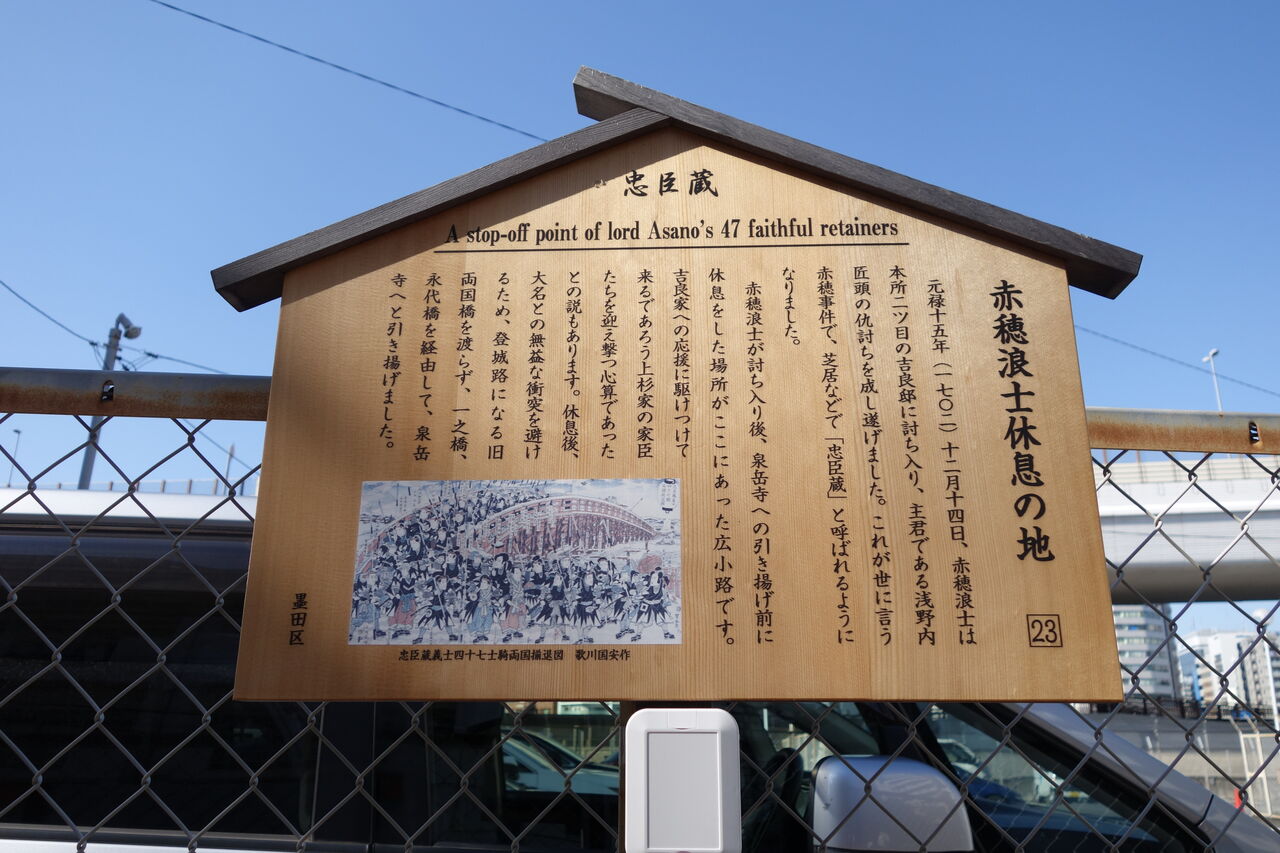 忠臣蔵
A stop-off point of lord Asano's 47 faithful retainers
赤穂浪士休息の地
23
元禄十五年(一七〇二)十二月十四日、赤穂浪士は
本所二ツ目の吉良邸に討ち入り、主君である浅野内
匠頭の仇討ちを成し遂げました。これが世に言う
赤穂事件で、芝居などで「忠臣蔵」と呼ばれるように
なりました。
赤穂浪士が討ち入り後、泉岳寺への引き揚げ前に
休息をした場所がここにあった広小路です。
吉良家への応援に駆けつけて
来るであろう上杉家の家臣
たちを迎え撃つ心算であった
との説もあります。休息後、
大名との無益な衝突を避け
るため、登城路になる旧
両国橋を渡らず、一之橋、
永代橋を経由して、泉岳
寺へと引き揚げました。
忠臣蔵義士四十七士騎両国揚退図 歌川国安作
墨田区